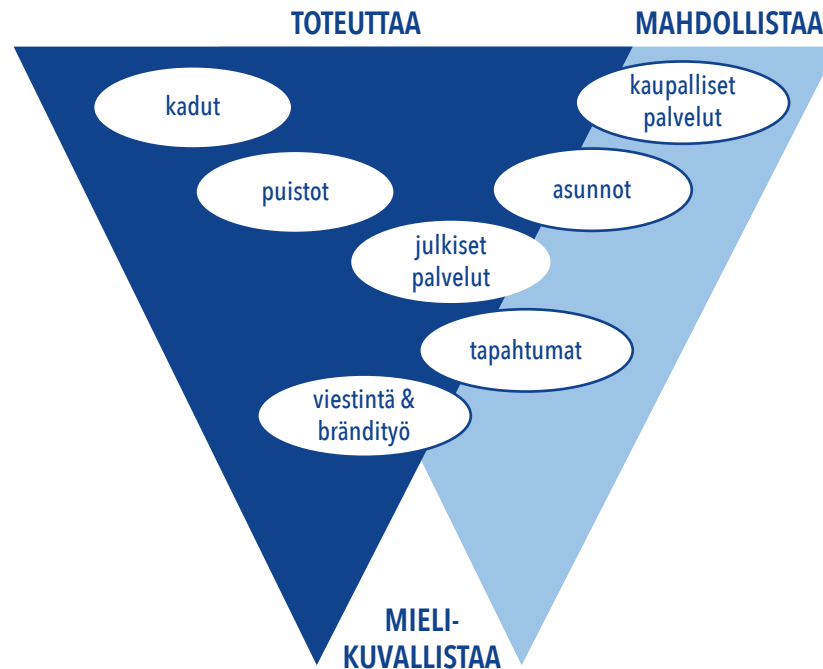 TOTEUTTAA
MAHDOLLISTAA
kadut
kaupalliset
palvelut
puistot
asunnot
julkiset
palvelut
tapahtumat
viestintä &
brändityö
MIELI-
KUVALLISTAA